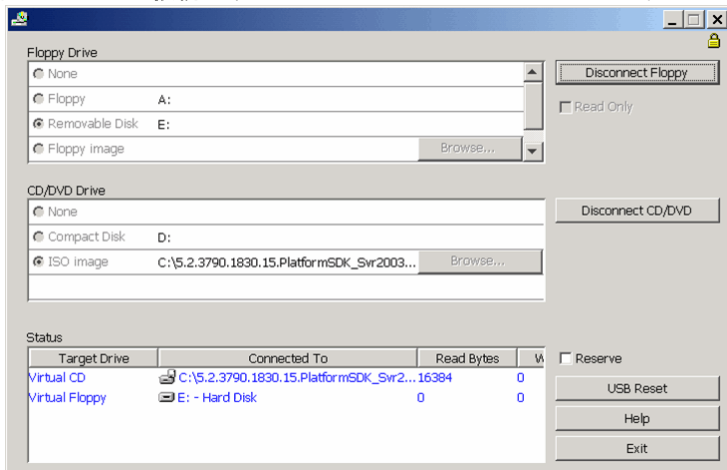 Floppy Drive
None
Disconnect Floppy
Floppy A:
Read Only
Removable Disk E:
Floppy image Browse...
CD/DVD Drive
None
Disconnect CD/DVD
Compact Disk D:
ISO image C:\5.2.3790.1830.15.PlatformSDK_Svr2003... Browse...
Status
Target Drive Connected To Read Bytes W
Reserve
Virtual CD C:\5.2.3790.1830.15.PlatformSDK_Svr2... 16384 0
USB Reset
Virtual Floppy E: - Hard Disk 0 0
Help
Exit